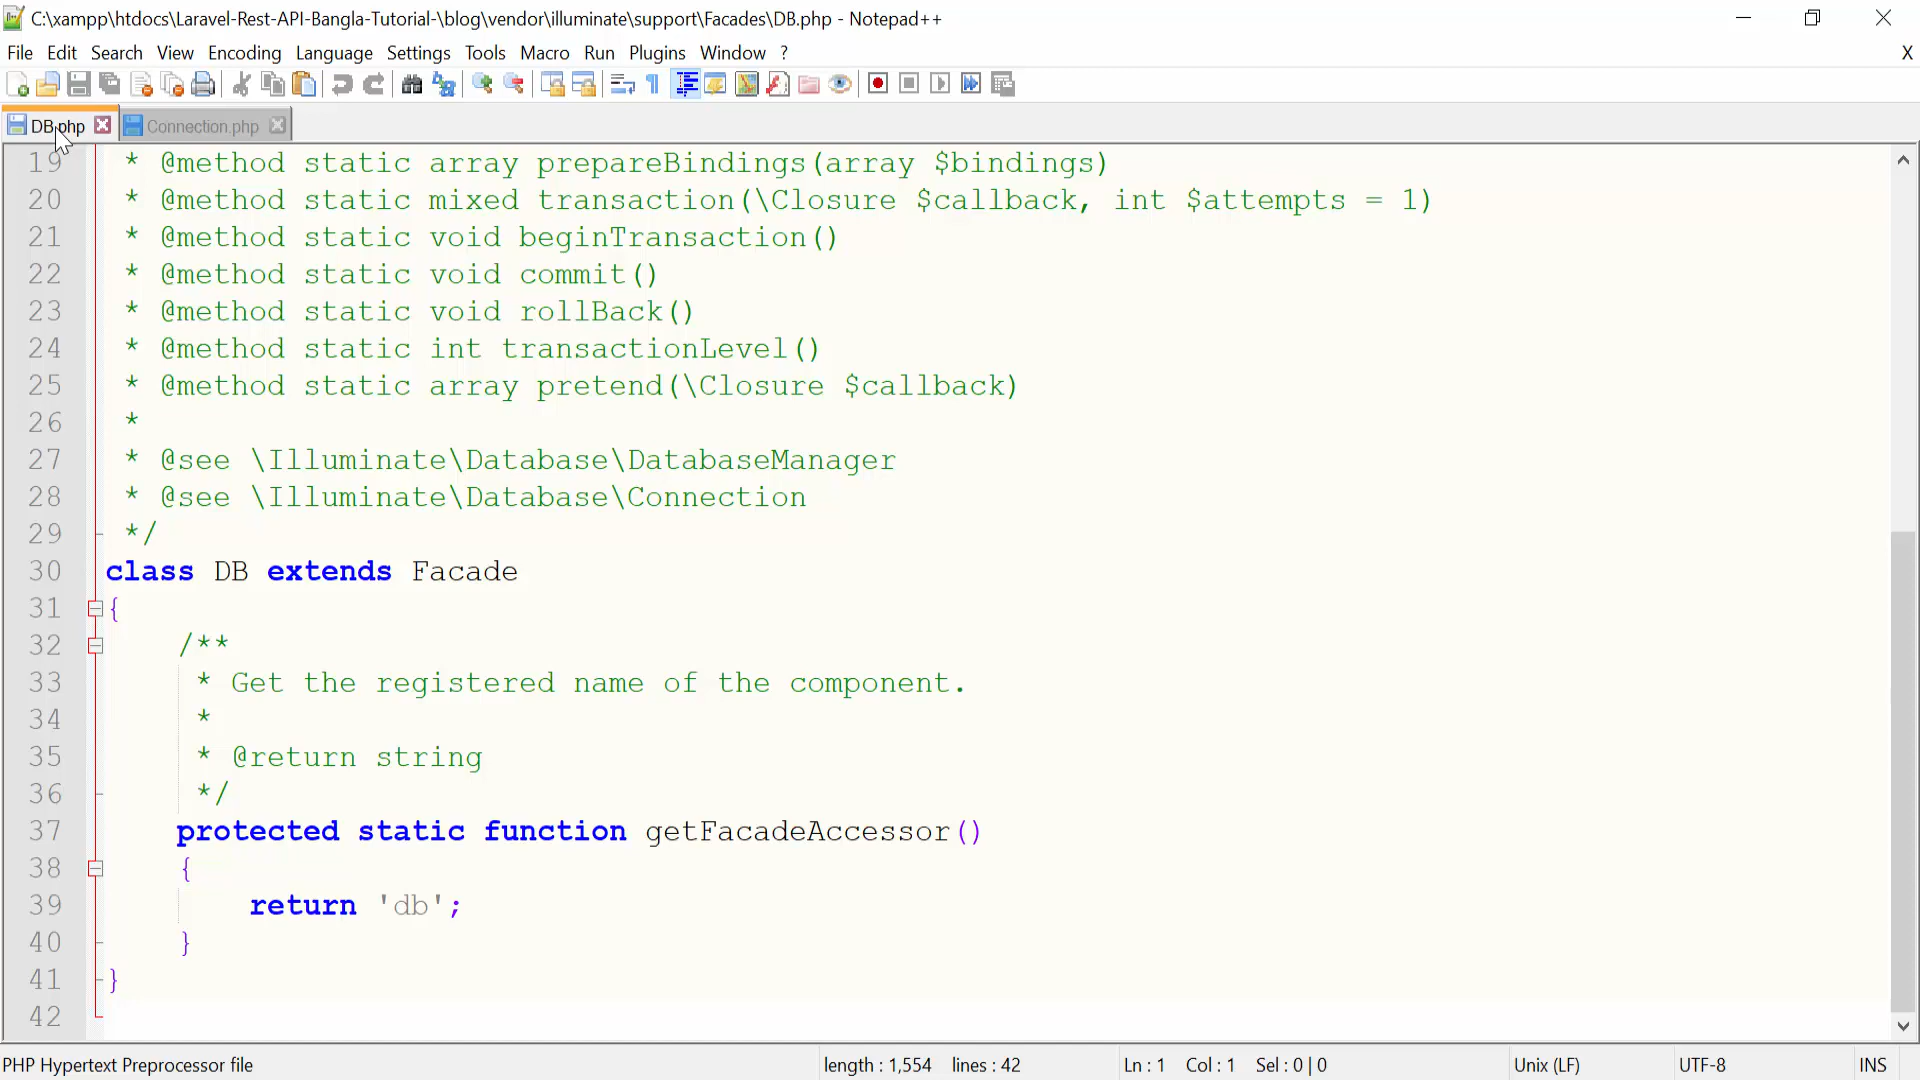 C:\xampp\htdocs\Laravel-Rest-API-Bangla-Tutorial-\blog\vendor\illuminate\support\Facades\DB.php - Notepad++
File Edit Search View Encoding Language Settings Tools Macro Run Plugins Window ? X
DB.php Connection.php
19 * @method static array prepareBindings(array $bindings)
20 * @method static mixed transaction(\Closure $callback, int $attempts = 1)
21 * @method static void beginTransaction()
22 * @method static void commit()
23 * @method static void rollBack()
24 * @method static int transactionLevel()
25 * @method static array pretend(\Closure $callback)
26 *
27 * @see \Illuminate\Database\DatabaseManager
28 * @see \Illuminate\Database\Connection
29 */
30 class DB extends Facade
31 {
32 /**
33 * Get the registered name of the component.
34 *
35 * @return string
36 */
37 protected static function getFacadeAccessor()
38 {
39 return 'db';
40 }
41 }
42
PHP Hypertext Preprocessor file length : 1,554 lines : 42 Ln : 1 Col : 1 Sel : 0 | 0 Unix (LF) UTF-8 INS